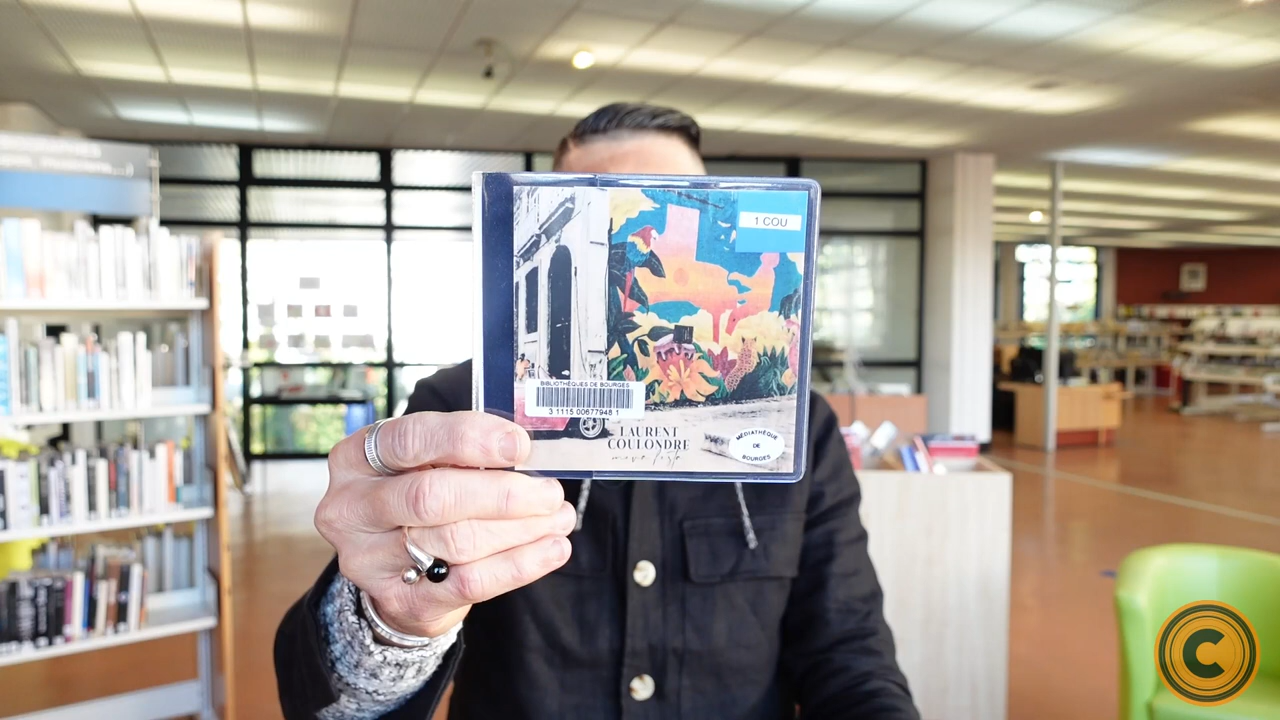 1 COU
BIBLIOTHÈQUES DE BOURGES
3 1115 00677948 1
LAURENT
COULONDRE
MÉDIATHÈQUE
DE
BOURGES
C